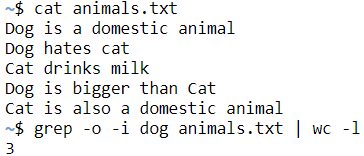 ~$ cat animals.txt
Dog is a domestic animal
Dog hates cat
Cat drinks milk
Dog is bigger than Cat
Cat is also a domestic animal
~$ grep -o -i dog animals.txt | wc -l
3